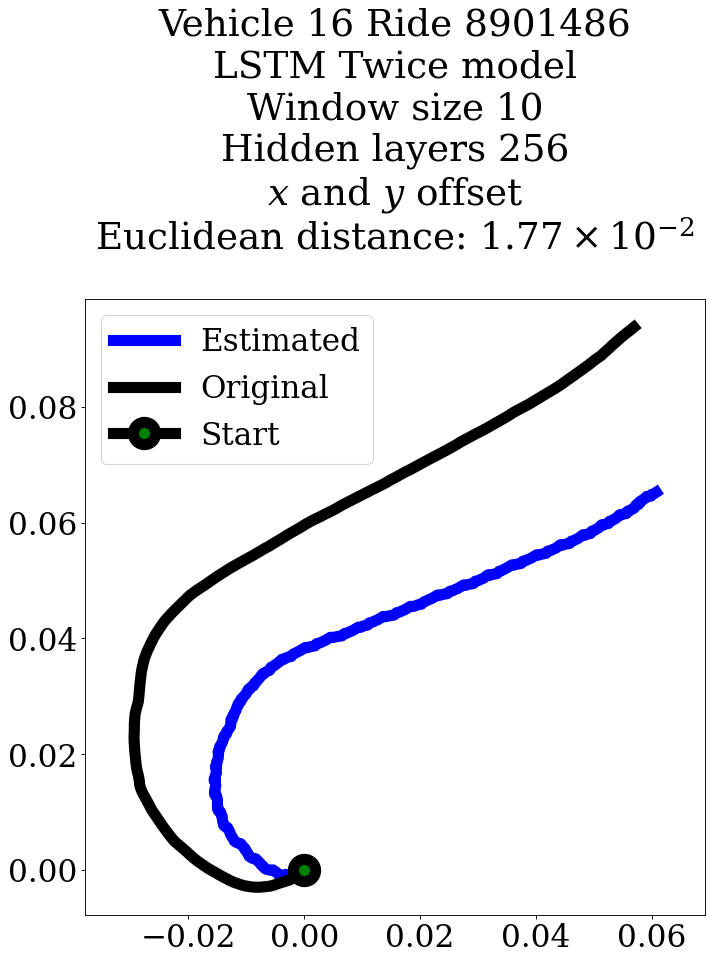 Vehicle 16 Ride 8901486
LSTM Twice model
Window size 10
Hidden layers 256
x and y offset
Euclidean distance: 1.77 × 10⁻²
Estimated
Original
Start
0.08
0.06
0.04
0.02
0.00
−0.02 0.00 0.02 0.04 0.06